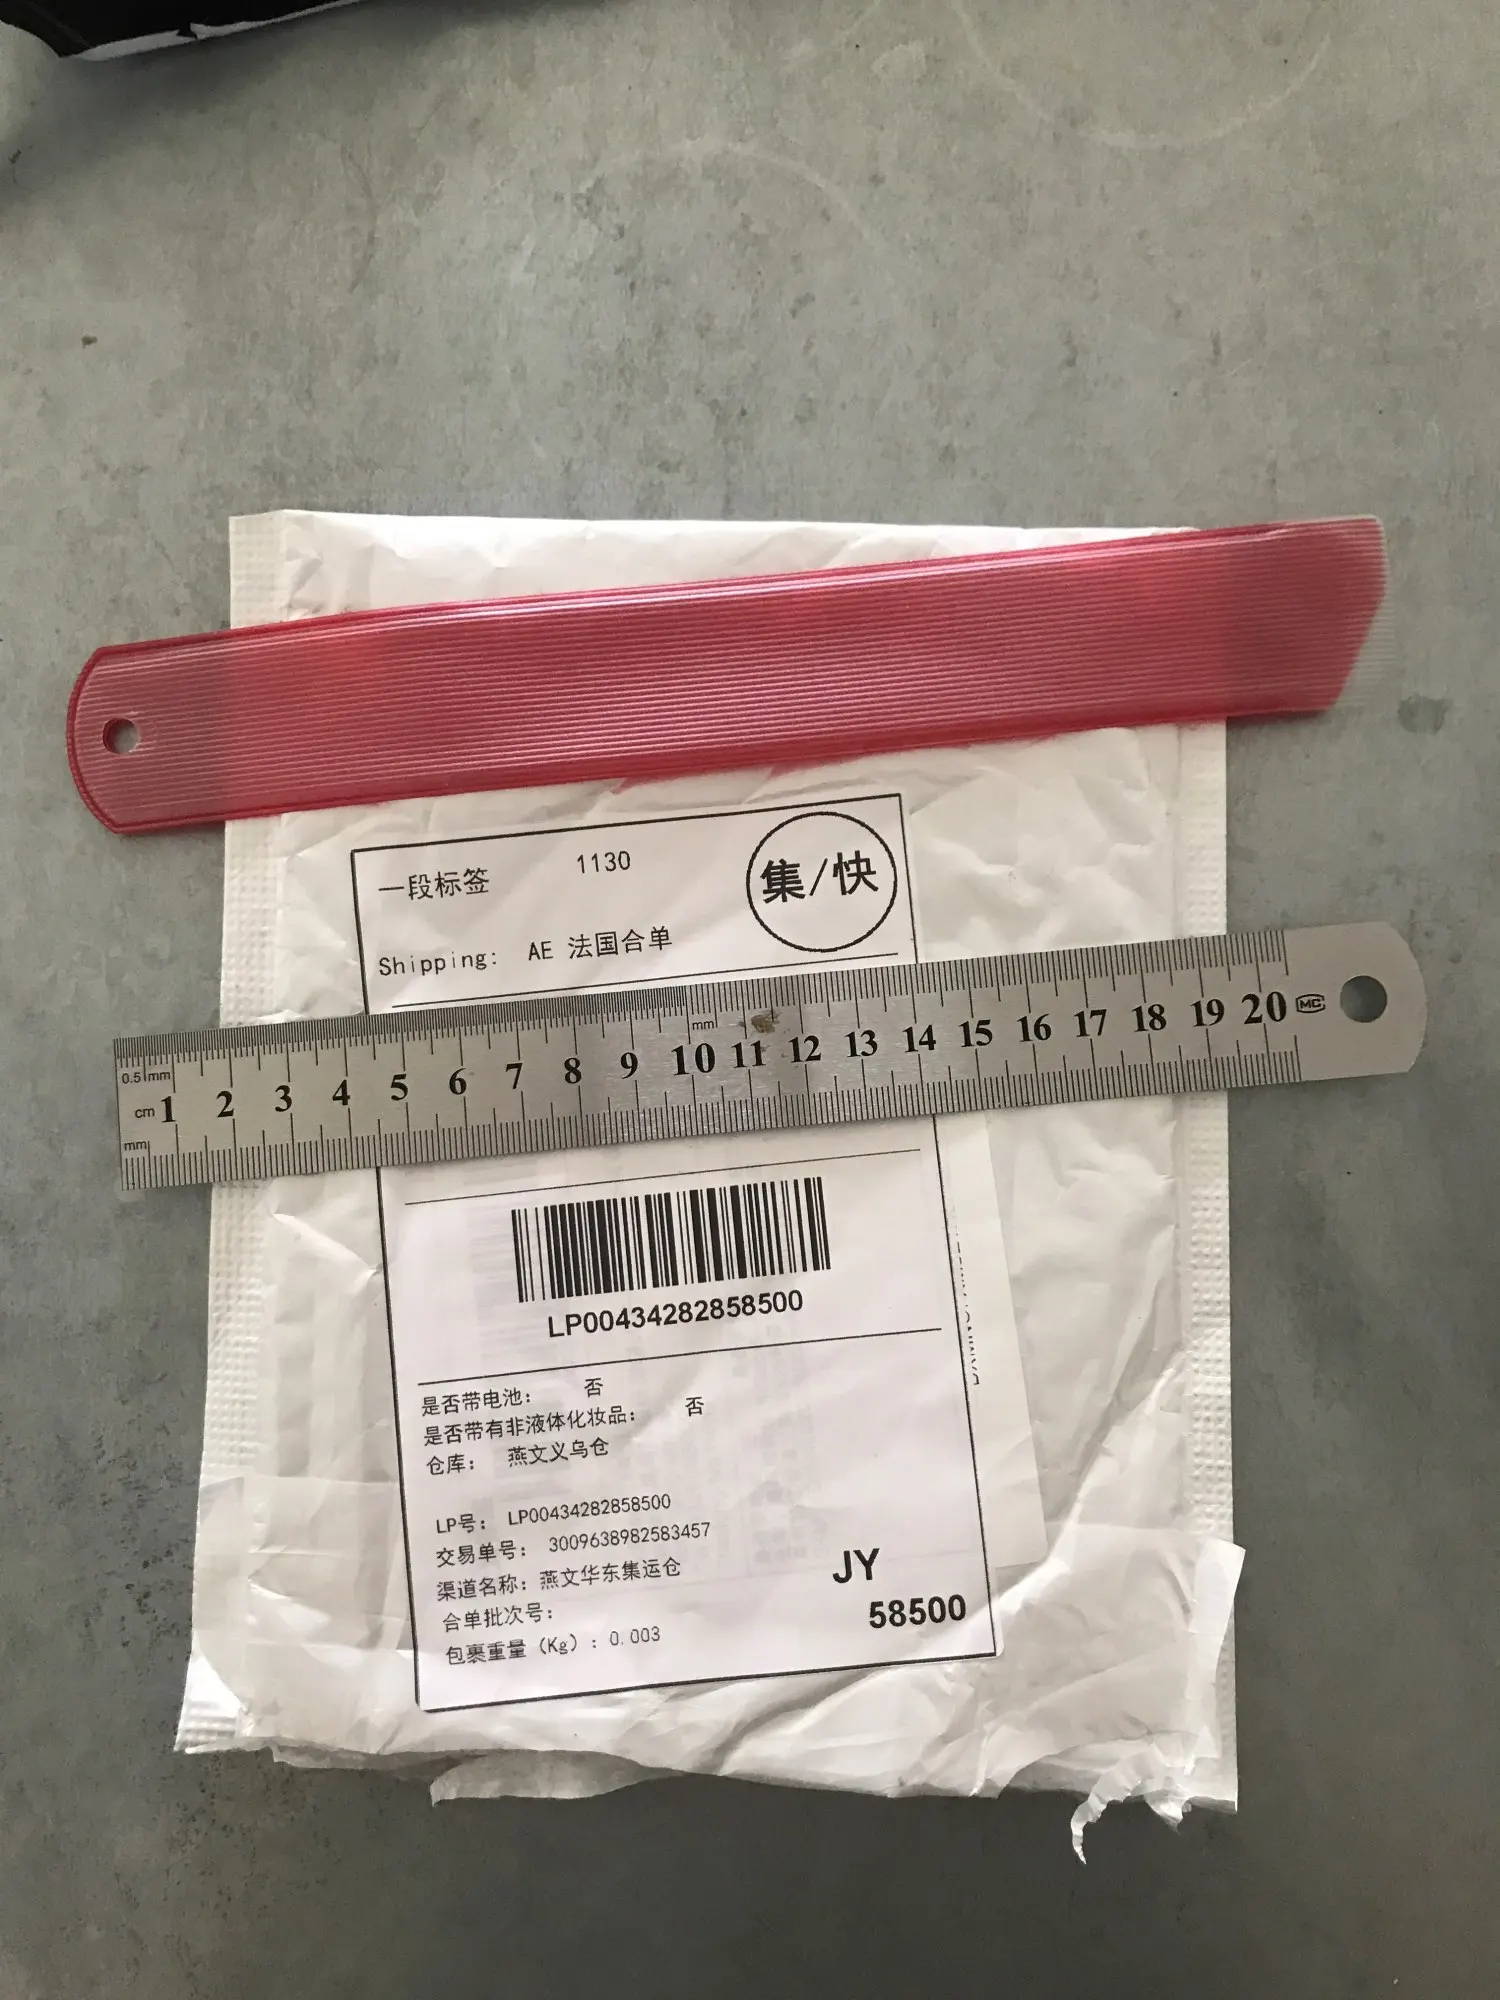 一段标签 1130
集/快
Shipping: AE 法国合单
0.5 mm
mm
cm 1 2 3 4 5 6 7 8 9 10 11 12 13 14 15 16 17 18 19 20 MC
mm
LP00434282858500
是否带电池： 否
是否带有非液体化妆品： 否
仓库： 燕文义乌仓
LP号： LP00434282858500
交易单号： 3009638982583457
渠道名称：燕文华东集运仓
JY
合单批次号：
58500
包裹重量（Kg）：0.003